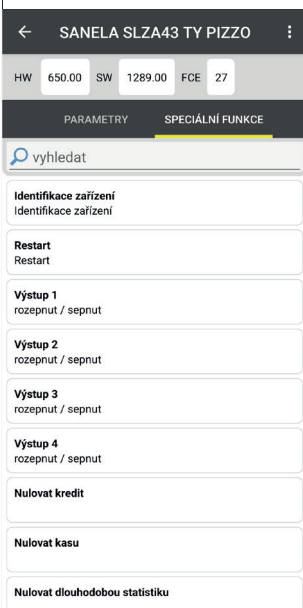 SANELA SLZA43 TY PIZZO
HW 650.00 SW 1289.00 FCE 27
PARAMETRY SPECIÁLNÍ FUNKCE
vyhledat
Identifikace zařízení
Identifikace zařízení
Restart
Restart
Výstup 1
rozepnut / sepnut
Výstup 2
rozepnut / sepnut
Výstup 3
rozepnut / sepnut
Výstup 4
rozepnut / sepnut
Nulovat kredit
Nulovat kasu
Nulovat dlouhodobou statistiku